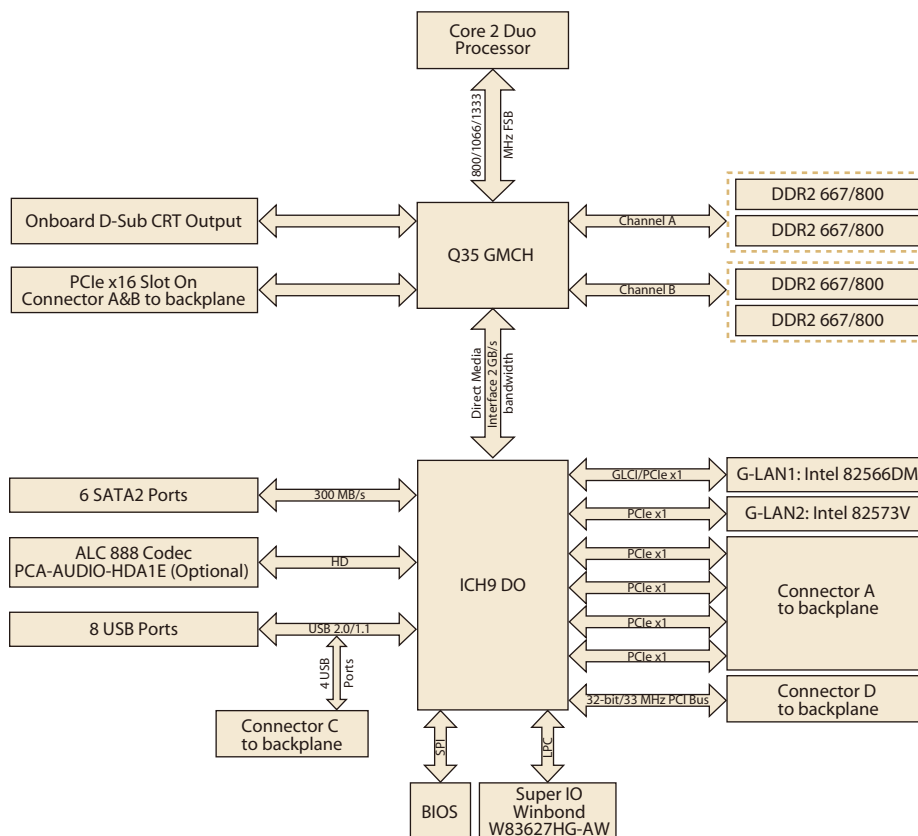 Core 2 Duo
Processor
800/1066/1333
MHz FSB
Onboard D-Sub CRT Output
PCIe x16 Slot On
Connector A&B to backplane
Q35 GMCH
Channel A
Channel B
DDR2 667/800
DDR2 667/800
DDR2 667/800
DDR2 667/800
Direct Media
Interface 2 GB/s
bandwidth
6 SATA2 Ports
300 MB/s
ALC 888 Codec
PCA-AUDIO-HDA1E (Optional)
HD
8 USB Ports
USB 2.0/1.1
4 USB
Ports
Connector C
to backplane
ICH9 DO
GLCI/PCIe x1
G-LAN1: Intel 82566DM
PCIe x1
G-LAN2: Intel 82573V
PCIe x1
PCIe x1
PCIe x1
PCIe x1
Connector A
to backplane
32-bit/33 MHz PCI Bus
Connector D
to backplane
SPI
LPC
BIOS
Super IO
Winbond
W83627HG-AW